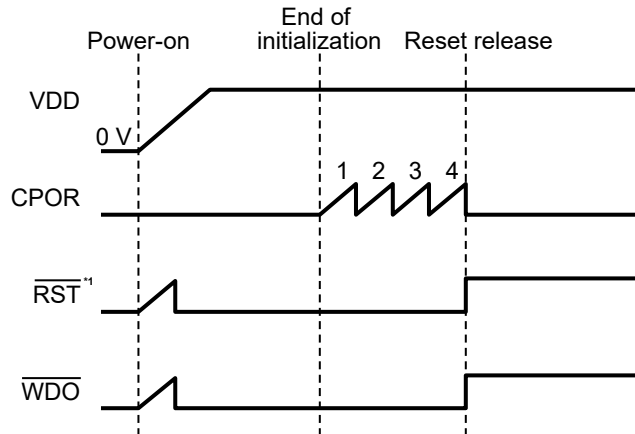 End of
Power-on initialization Reset release
VDD
0 V
1 2 3 4
CPOR
RST *1
WDO